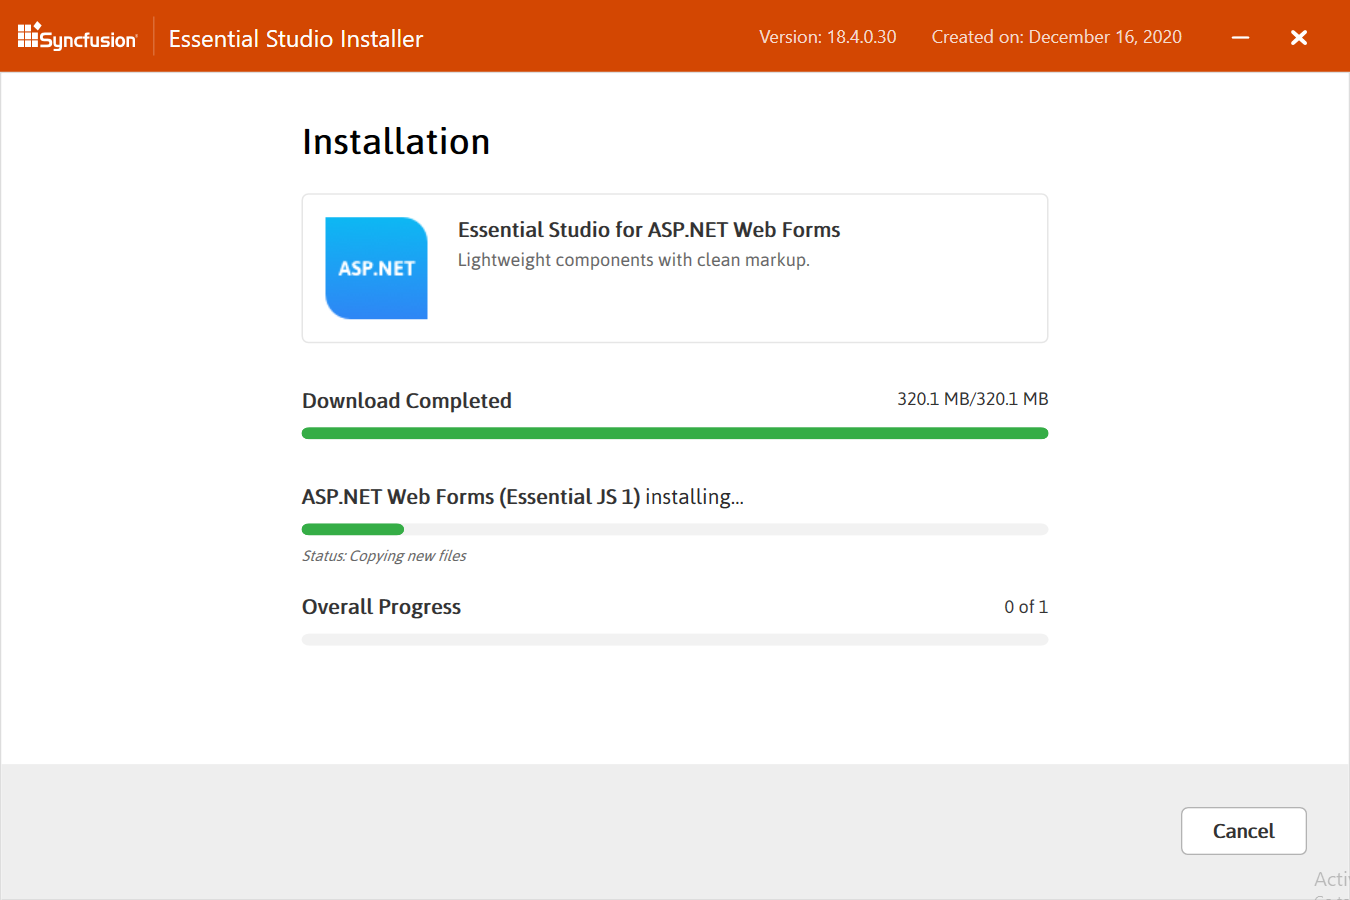 Syncfusion
Essential Studio Installer
Version: 18.4.0.30
Created on: December 16, 2020
Installation
ASP.NET
Essential Studio for ASP.NET Web Forms
Lightweight components with clean markup.
Download Completed
320.1 MB/320.1 MB
ASP.NET Web Forms (Essential JS 1) installing...
Status: Copying new files
Overall Progress
0 of 1
Cancel